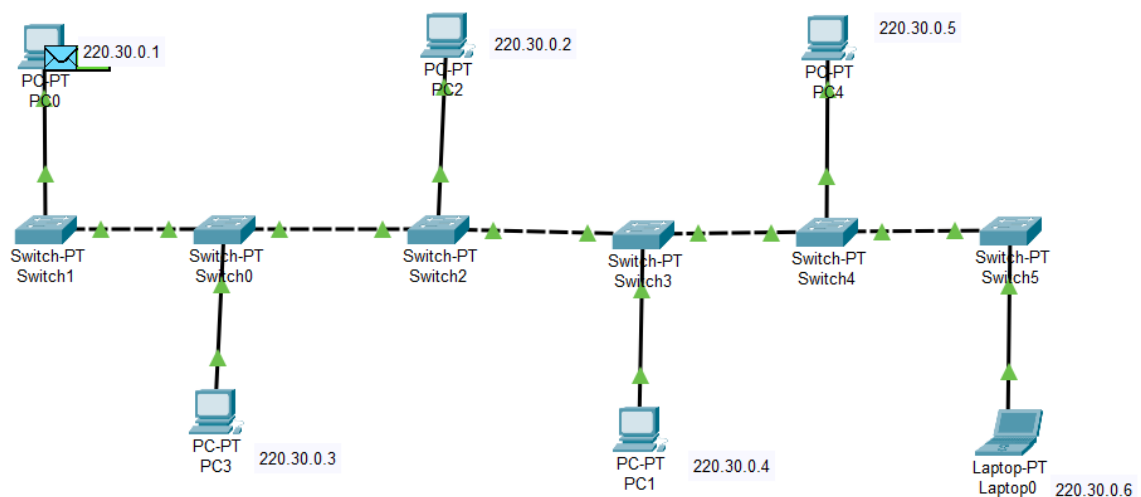 220.30.0.1
PC-PT
PC0
220.30.0.2
PC-PT
PC2
220.30.0.5
PC-PT
PC4
Switch-PT
Switch1
Switch-PT
Switch0
Switch-PT
Switch2
Switch-PT
Switch3
Switch-PT
Switch4
Switch-PT
Switch5
PC-PT
PC3
220.30.0.3
PC-PT
PC1
220.30.0.4
Laptop-PT
Laptop0
220.30.0.6